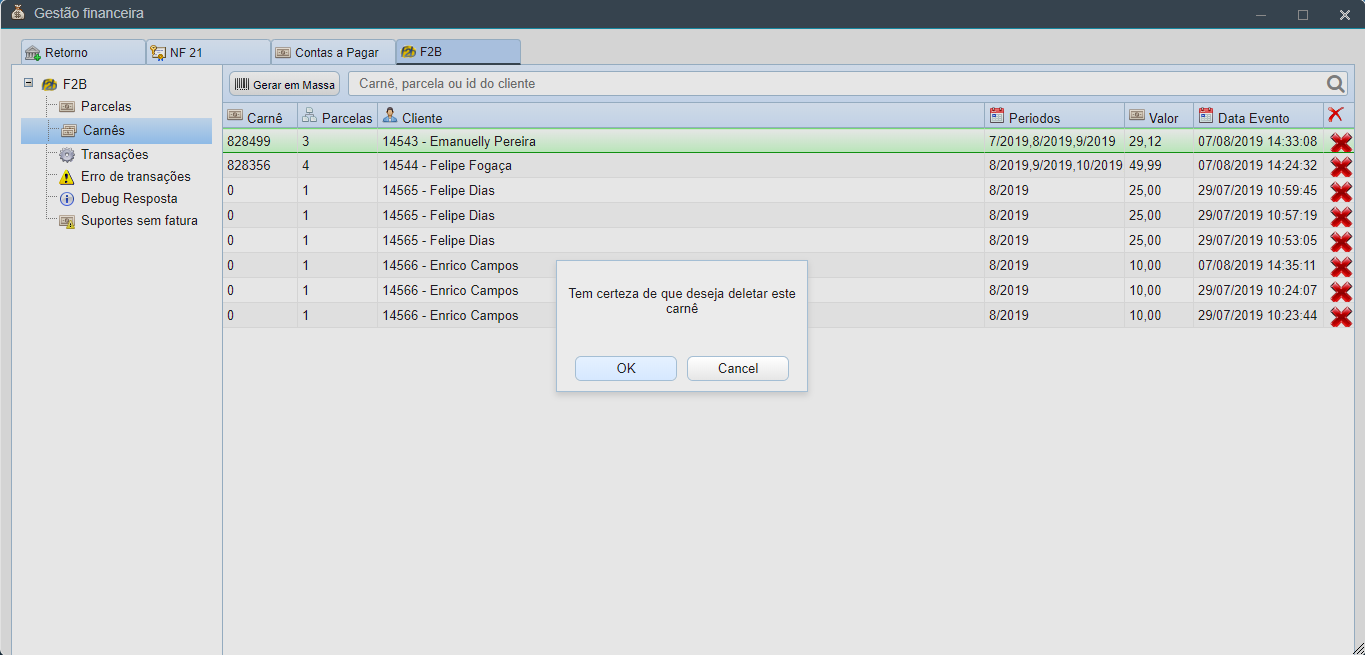 Gestão financeira
Retorno
NF 21
Contas a Pagar
F2B
F2B
Parcelas
Carnês
Transações
Erro de transações
Debug Resposta
Suportes sem fatura
Gerar em Massa
Carnê, parcela ou id do cliente
Carnê Parcelas Cliente Periodos Valor Data Evento
828499 3 14543 - Emanuelly Pereira 7/2019,8/2019,9/2019 29,12 07/08/2019 14:33:08
828356 4 14544 - Felipe Fogaça 8/2019,9/2019,10/2019 49,99 07/08/2019 14:24:32
0 1 14565 - Felipe Dias 8/2019 25,00 29/07/2019 10:59:45
0 1 14565 - Felipe Dias 8/2019 25,00 29/07/2019 10:57:19
0 1 14565 - Felipe Dias 8/2019 25,00 29/07/2019 10:53:05
0 1 14566 - Enrico Campos 8/2019 10,00 07/08/2019 14:35:11
0 1 14566 - Enrico Campos 8/2019 10,00 29/07/2019 10:24:07
0 1 14566 - Enrico Campos 8/2019 10,00 29/07/2019 10:23:44
Tem certeza de que deseja deletar este
carnê
OK
Cancel